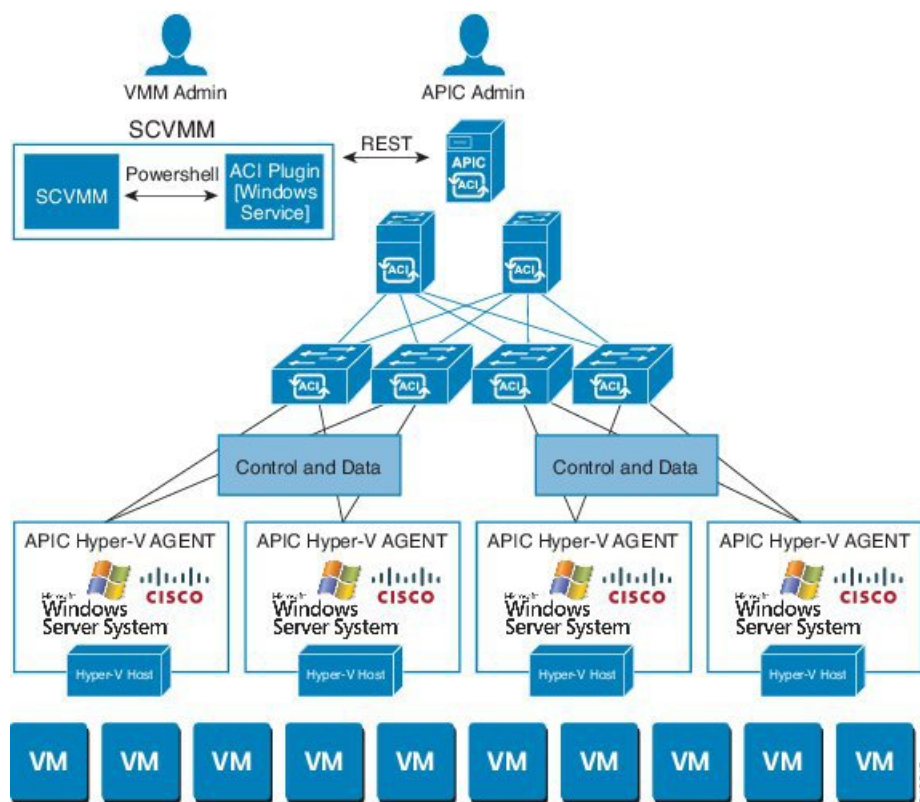 VMM Admin
APIC Admin
SCVMM
SCVMM
Powershell
ACI Plugin
[Windows
Service]
REST
APIC
ACI
ACI
ACI
ACI
ACI
ACI
ACI
Control and Data
Control and Data
APIC Hyper-V AGENT
Windows
Server System
CISCO
Hyper-V Host
APIC Hyper-V AGENT
Windows
Server System
CISCO
Hyper-V Host
APIC Hyper-V AGENT
Windows
Server System
CISCO
Hyper-V Host
APIC Hyper-V AGENT
Windows
Server System
CISCO
Hyper-V Host
VM
VM
VM
VM
VM
VM
VM
VM
VM
VM